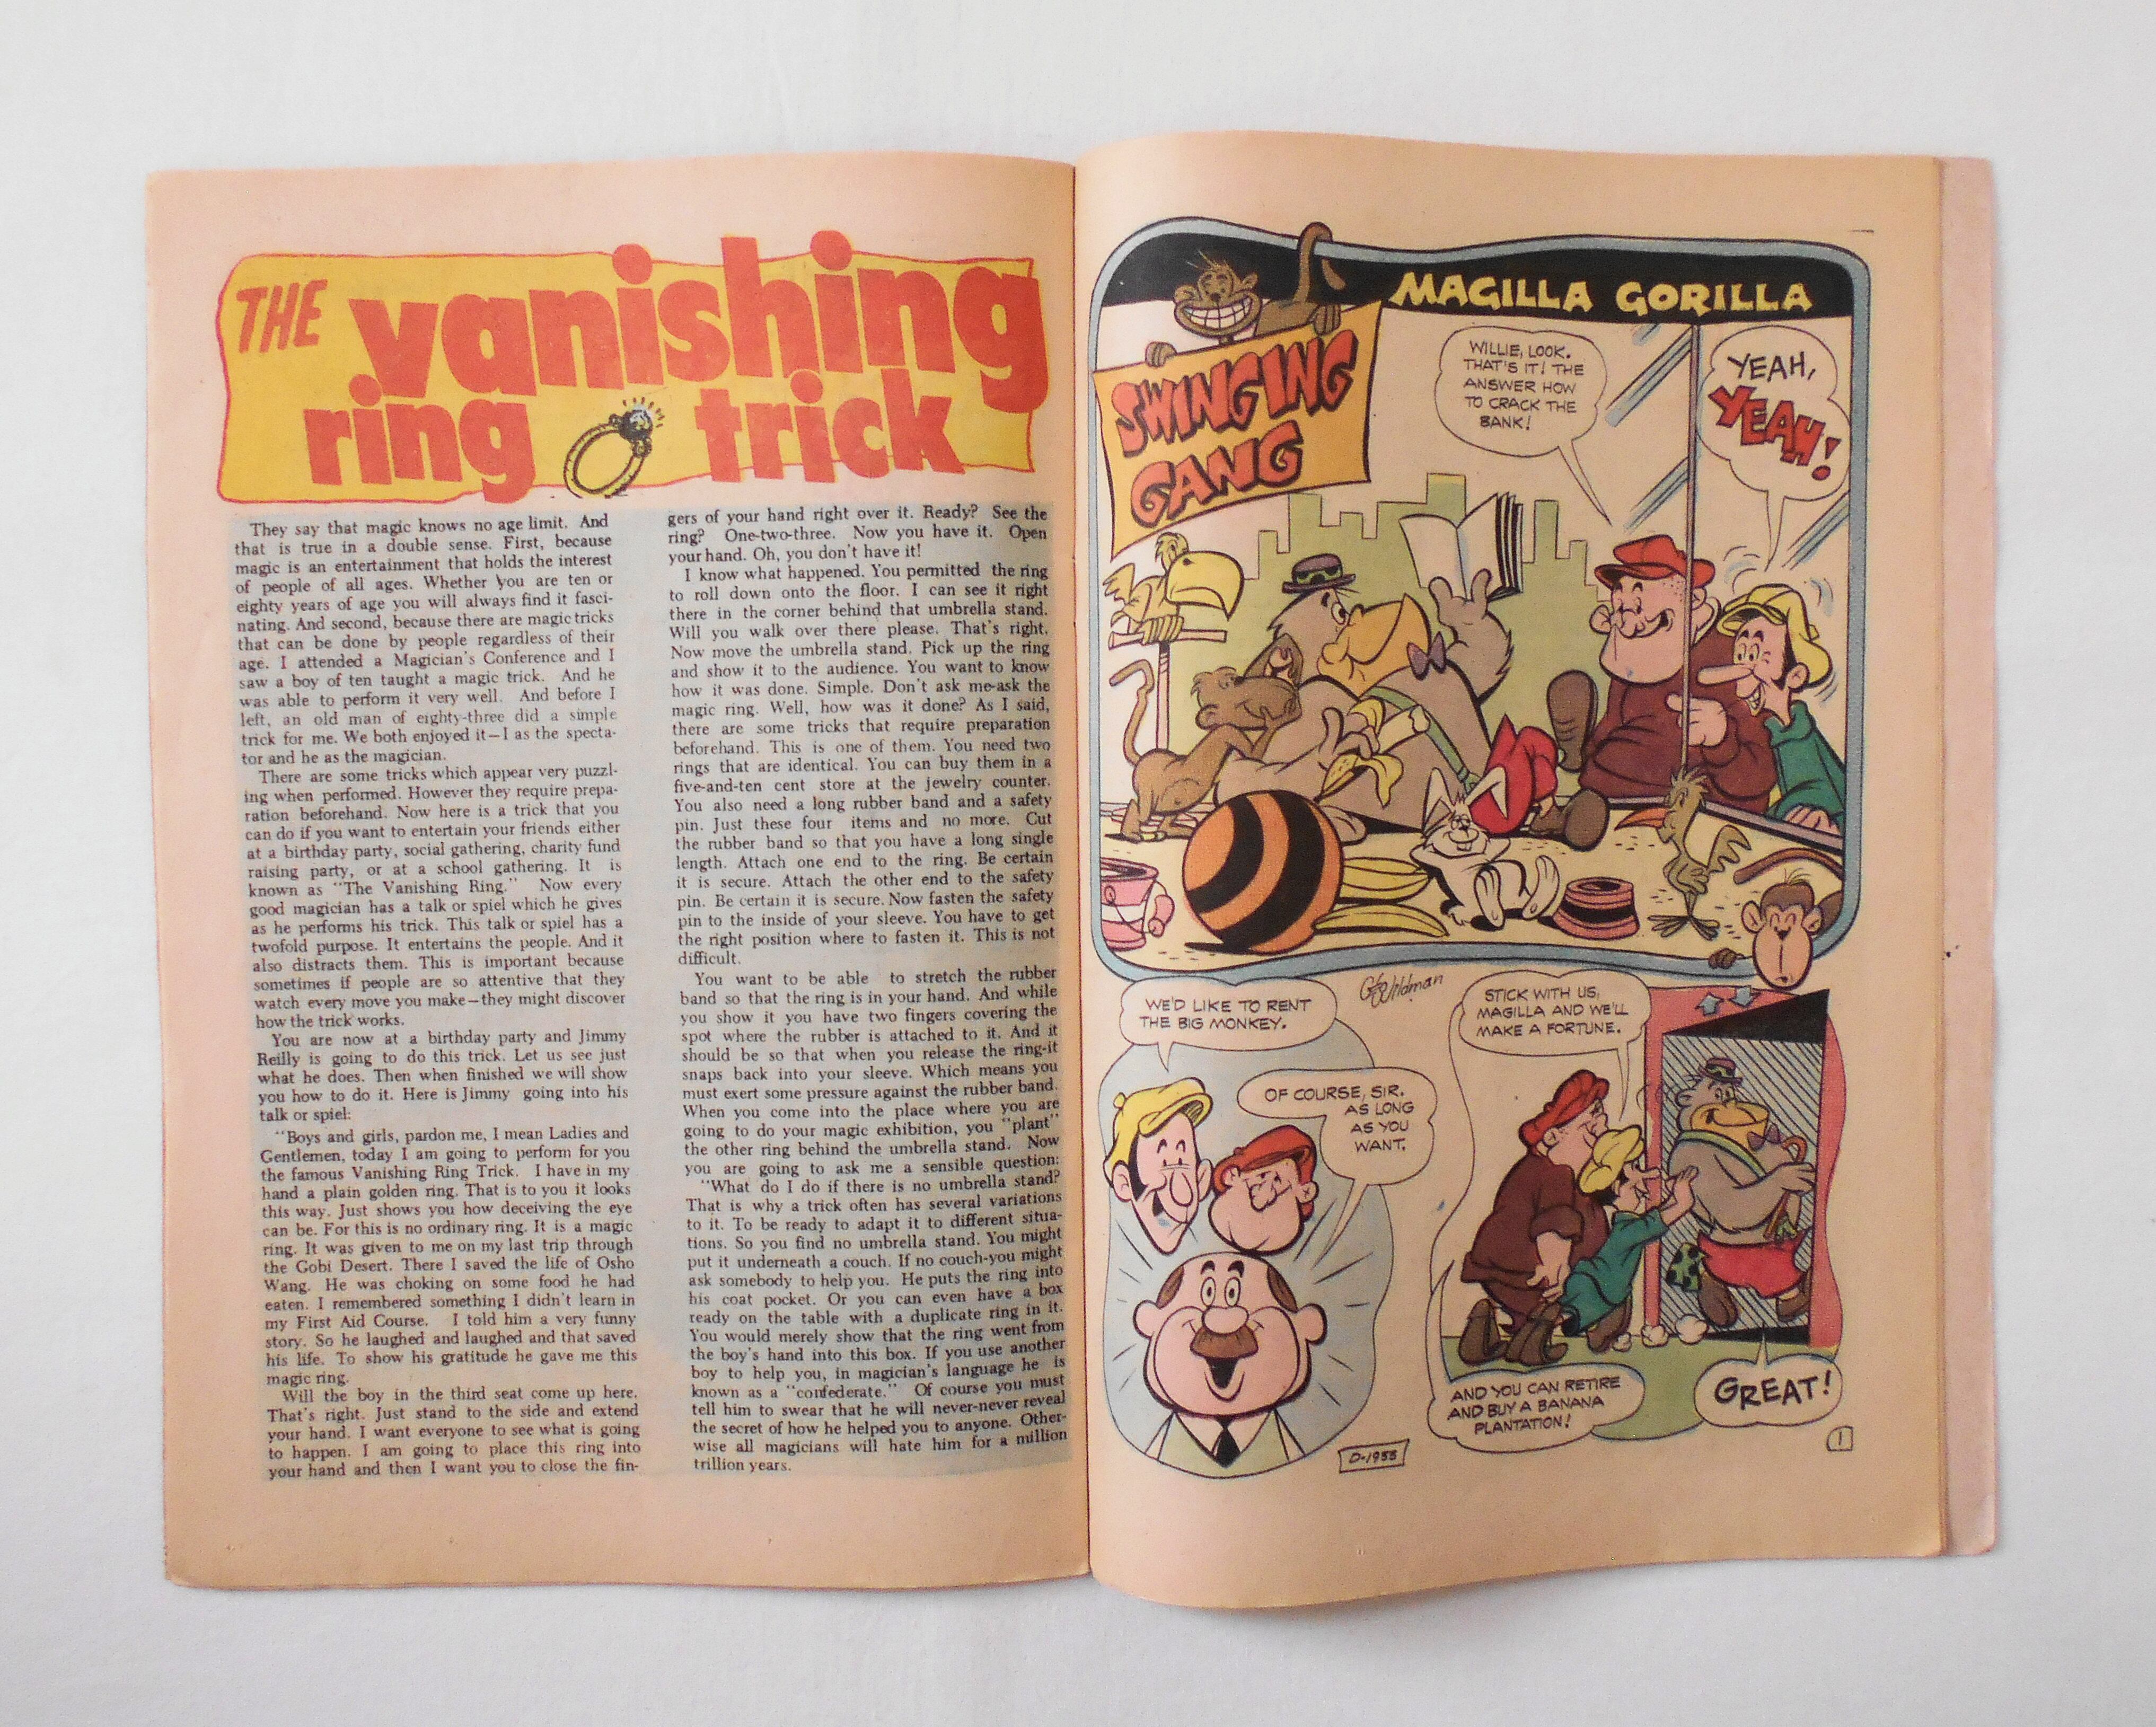 THE vanishing
ring trick
They say that magic knows no age limit. And
that is true in a double sense. First, because
magic is an entertainment that holds the interest
of people of all ages. Whether you are ten or
eighty years of age you will always find it fasci-
nating. And second, because there are magic tricks
that can be done by people regardless of their
age. I attended a Magician's Conference and I
saw a boy of ten taught a magic trick. And he
was able to perform it very well. And before I
left, an old man of eighty-three did a simple
trick for me. We both enjoyed it—I as the specta-
tor and he as the magician.
There are some tricks which appear very puzzl-
ing when performed. However they require prepa-
ration beforehand. Now here is a trick that you
can do if you want to entertain your friends either
at a birthday party, social gathering, charity fund
raising party, or at a school gathering. It is
known as "The Vanishing Ring." Now every
good magician has a talk or spiel which he gives
as he performs his trick. This talk or spiel has a
twofold purpose. It entertains the people. And it
also distracts them. This is important because
sometimes if people are so attentive that they
watch every move you make—they might discover
how the trick works.
You are now at a birthday party and Jimmy
Reilly is going to do this trick. Let us see just
what he does. Then when finished we will show
you how to do it. Here is Jimmy going into his
talk or spiel:
"Boys and girls, pardon me, I mean Ladies and
Gentlemen, today I am going to perform for you
the famous Vanishing Ring Trick. I have in my
hand a plain golden ring. That is to you it looks
this way. Just shows you how deceiving the eye
can be. For this is no ordinary ring. It is a magic
ring. It was given to me on my last trip through
the Gobi Desert. There I saved the life of Osho
Wang. He was choking on some food he had
eaten. I remembered something I didn't learn in
my First Aid Course. I told him a very funny
story. So he laughed and laughed and that saved
his life. To show his gratitude he gave me this
magic ring.
Will the boy in the third seat come up here.
That's right. Just stand to the side and extend
your hand. I want everyone to see what is going
to happen. I am going to place this ring into
your hand and then I want you to close the fin-
gers of your hand right over it. Ready? See the
ring? One-two-three. Now you have it. Open
your hand. Oh, you don't have it!
I know what happened. You permitted the ring
to roll down onto the floor. I can see it right
there in the corner behind that umbrella stand.
Will you walk over there please. That's right.
Now move the umbrella stand. Pick up the ring
and show it to the audience. You want to know
how it was done. Simple. Don't ask me-ask the
magic ring. Well, how was it done? As I said,
there are some tricks that require preparation
beforehand. This is one of them. You need two
rings that are identical. You can buy them in a
five-and-ten cent store at the jewelry counter.
You also need a long rubber band and a safety
pin. Just these four items and no more. Cut
the rubber band so that you have a long single
length. Attach one end to the ring. Be certain
it is secure. Attach the other end to the safety
pin. Be certain it is secure. Now fasten the safety
pin to the inside of your sleeve. You have to get
the right position where to fasten it. This is not
difficult.
You want to be able to stretch the rubber
band so that the ring is in your hand. And while
you show it you have two fingers covering the
spot where the rubber is attached to it. And it
should be so that when you release the ring-it
snaps back into your sleeve. Which means you
must exert some pressure against the rubber band.
When you come into the place where you are
going to do your magic exhibition, you "plant"
the other ring behind the umbrella stand. Now
you are going to ask me a sensible question:
"What do I do if there is no umbrella stand?
That is why a trick often has several variations
to it. To be ready to adapt it to different situa-
tions. So you find no umbrella stand. You might
put it underneath a couch. If no couch-you might
ask somebody to help you. He puts the ring into
his coat pocket. Or you can even have a box
ready on the table with a duplicate ring in it.
You would merely show that the ring went from
the boy's hand into this box. If you use another
boy to help you, in magician's language he is
known as a "confederate." Of course you must
tell him to swear that he will never-never reveal
the secret of how he helped you to anyone. Other-
wise all magicians will hate him for a million
trillion years.
MAGILLA GORILLA
SWINGING
GANG
WILLIE, LOOK.
THAT'S IT! THE
ANSWER HOW
TO CRACK THE
BANK!
YEAH,
YEAH!
Geo Wildman
WE'D LIKE TO RENT
THE BIG MONKEY.
OF COURSE, SIR.
AS LONG
AS YOU
WANT.
STICK WITH US,
MAGILLA AND WE'LL
MAKE A FORTUNE.
AND YOU CAN RETIRE
AND BUY A BANANA
PLANTATION!
GREAT!
D-1955
1